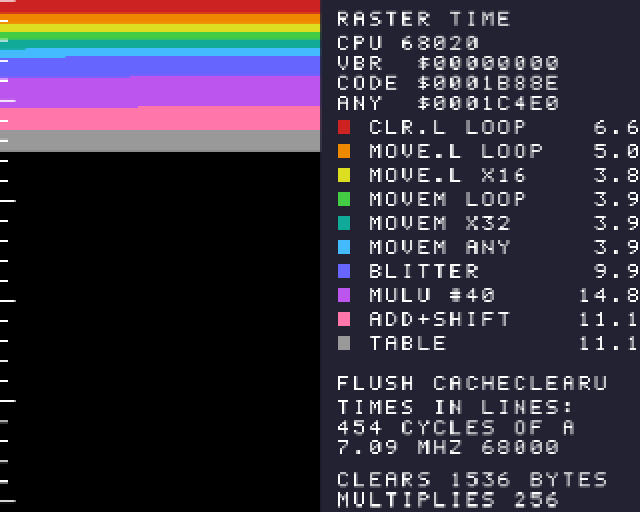 RASTER TIME
CPU 68020
VBR $00000000
CODE $0001B88E
ANY $0001C4E0
CLR.L LOOP 6.6
MOVE.L LOOP 5.0
MOVE.L X16 3.8
MOVEM LOOP 3.9
MOVEM X32 3.9
MOVEM ANY 3.9
BLITTER 9.9
MULU #40 14.8
ADD+SHIFT 11.1
TABLE 11.1
FLUSH CACHECLEARU
TIMES IN LINES:
454 CYCLES OF A
7.09 MHZ 68000
CLEARS 1536 BYTES
MULTIPLIES 256